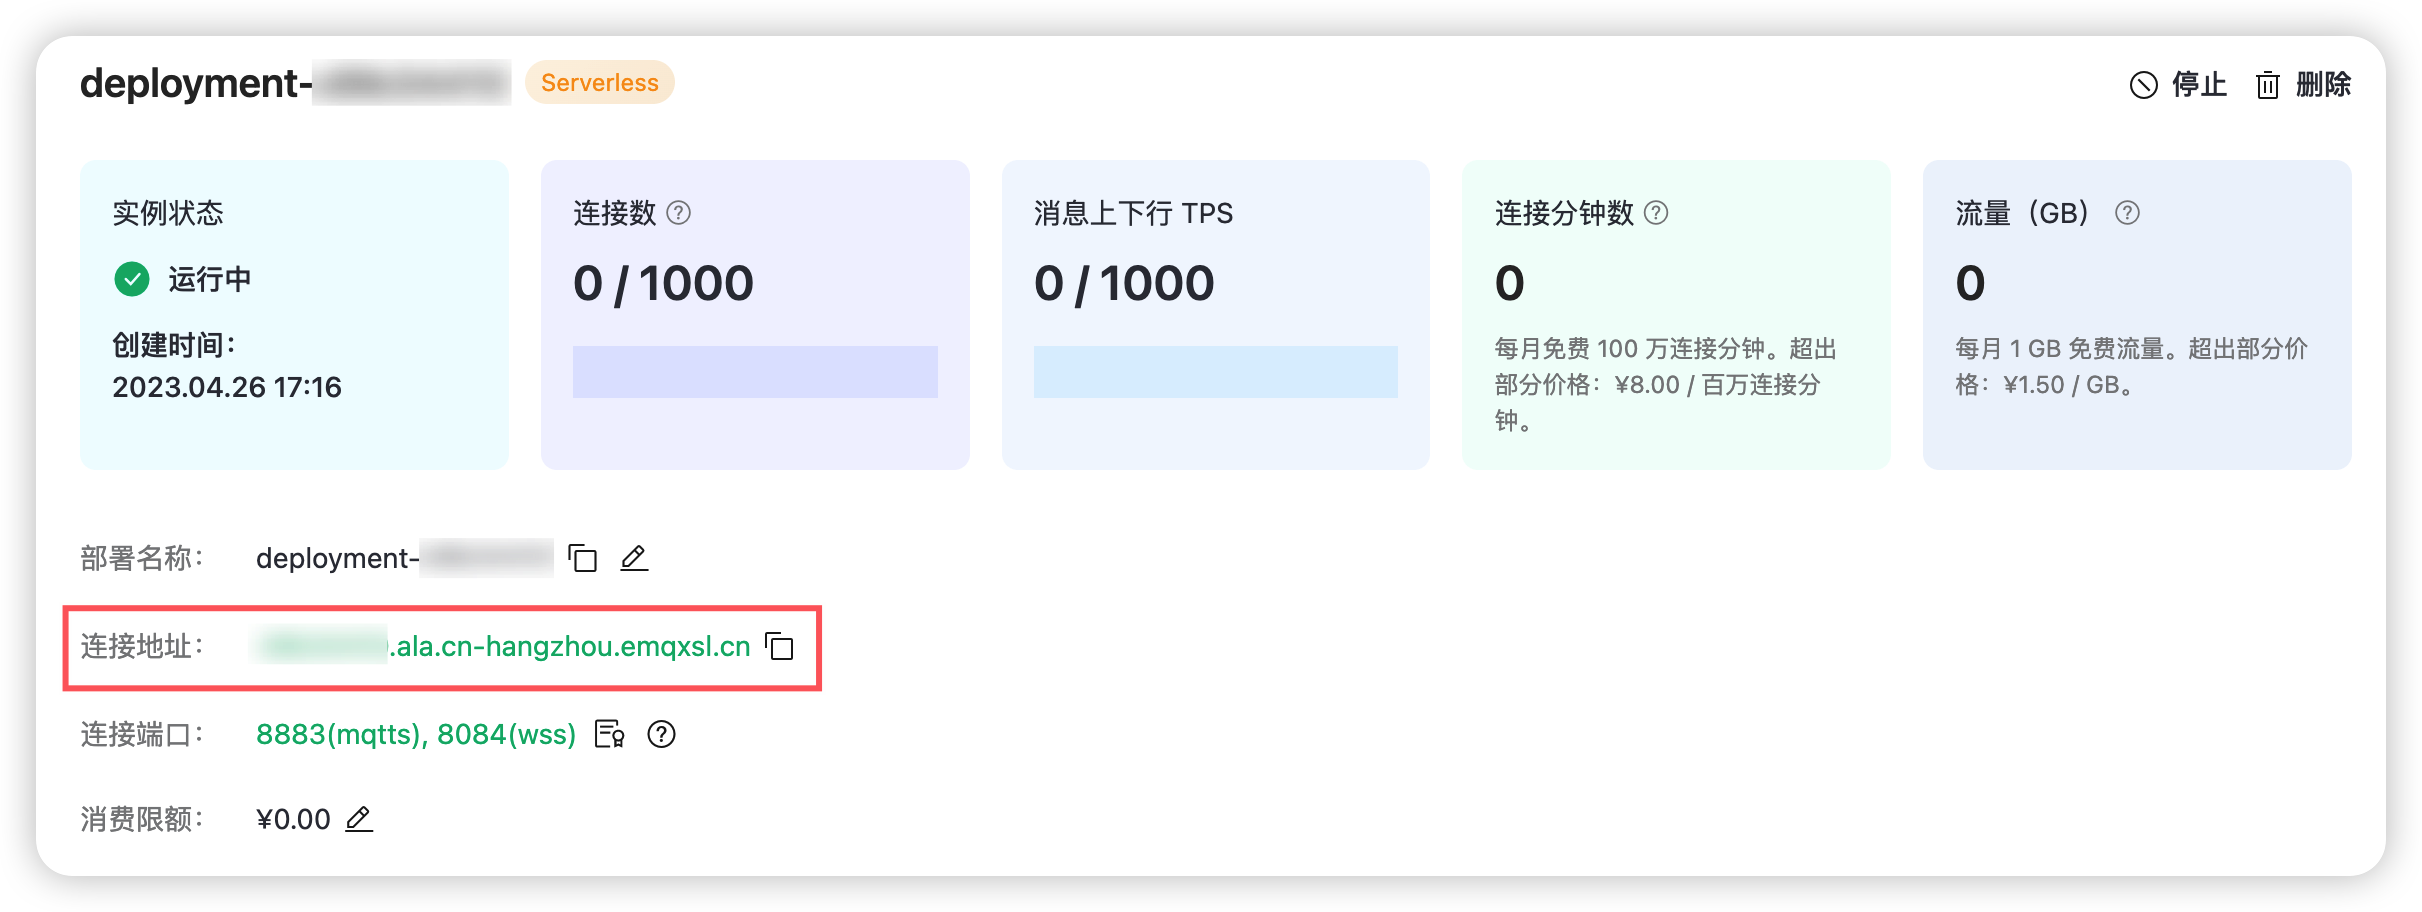 deployment-
Serverless
停止
删除
实例状态
运行中
创建时间：
2023.04.26 17:16
连接数
0 / 1000
消息上下行 TPS
0 / 1000
连接分钟数
0
每月免费 100 万连接分钟。超出
部分价格：¥8.00 / 百万连接分
钟。
流量（GB）
0
每月 1 GB 免费流量。超出部分价
格：¥1.50 / GB。
部署名称： deployment-
连接地址： .ala.cn-hangzhou.emqxsl.cn
连接端口： 8883(mqtts), 8084(wss)
消费限额： ¥0.00